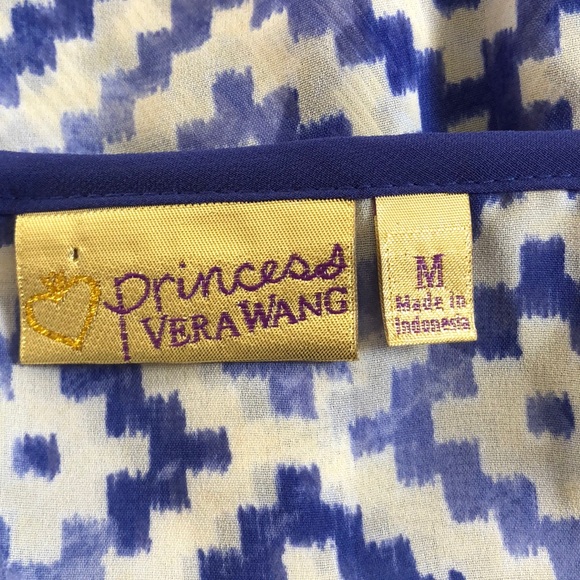 princess
VERA WANG
M
Made in
Indonesia